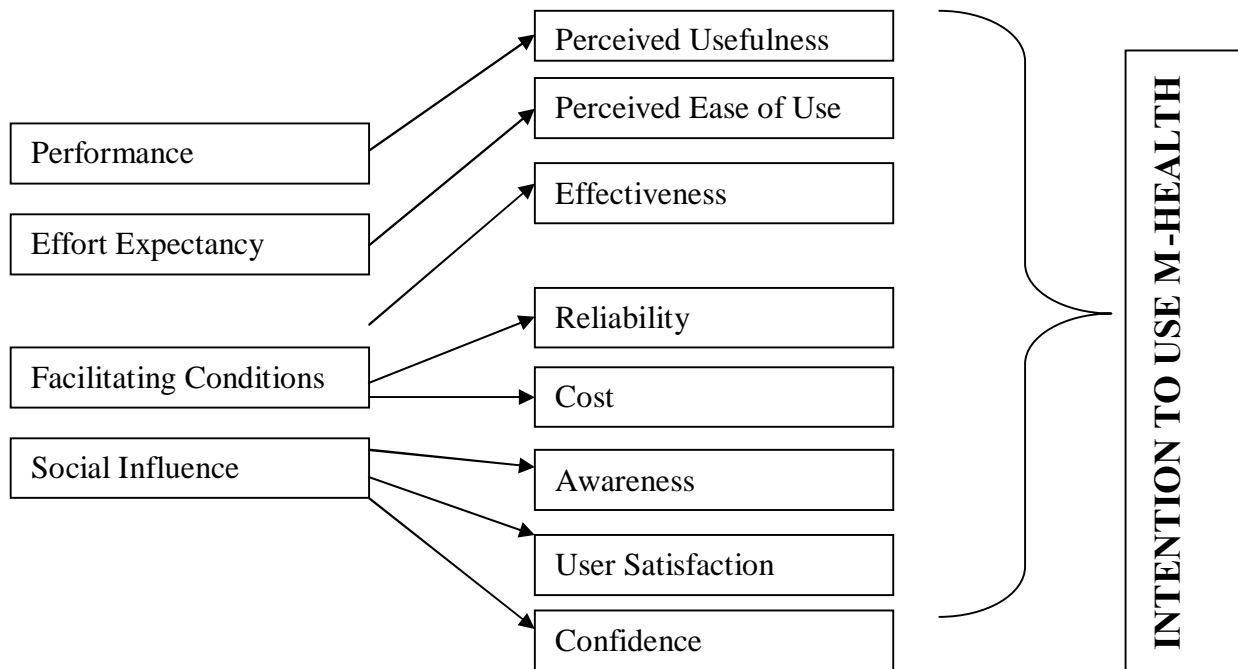 Perceived Usefulness
Perceived Ease of Use
Performance
Effectiveness
Effort Expectancy
Reliability
Facilitating Conditions
Cost
Social Influence
Awareness
User Satisfaction
Confidence
INTENTION TO USE M-HEALTH